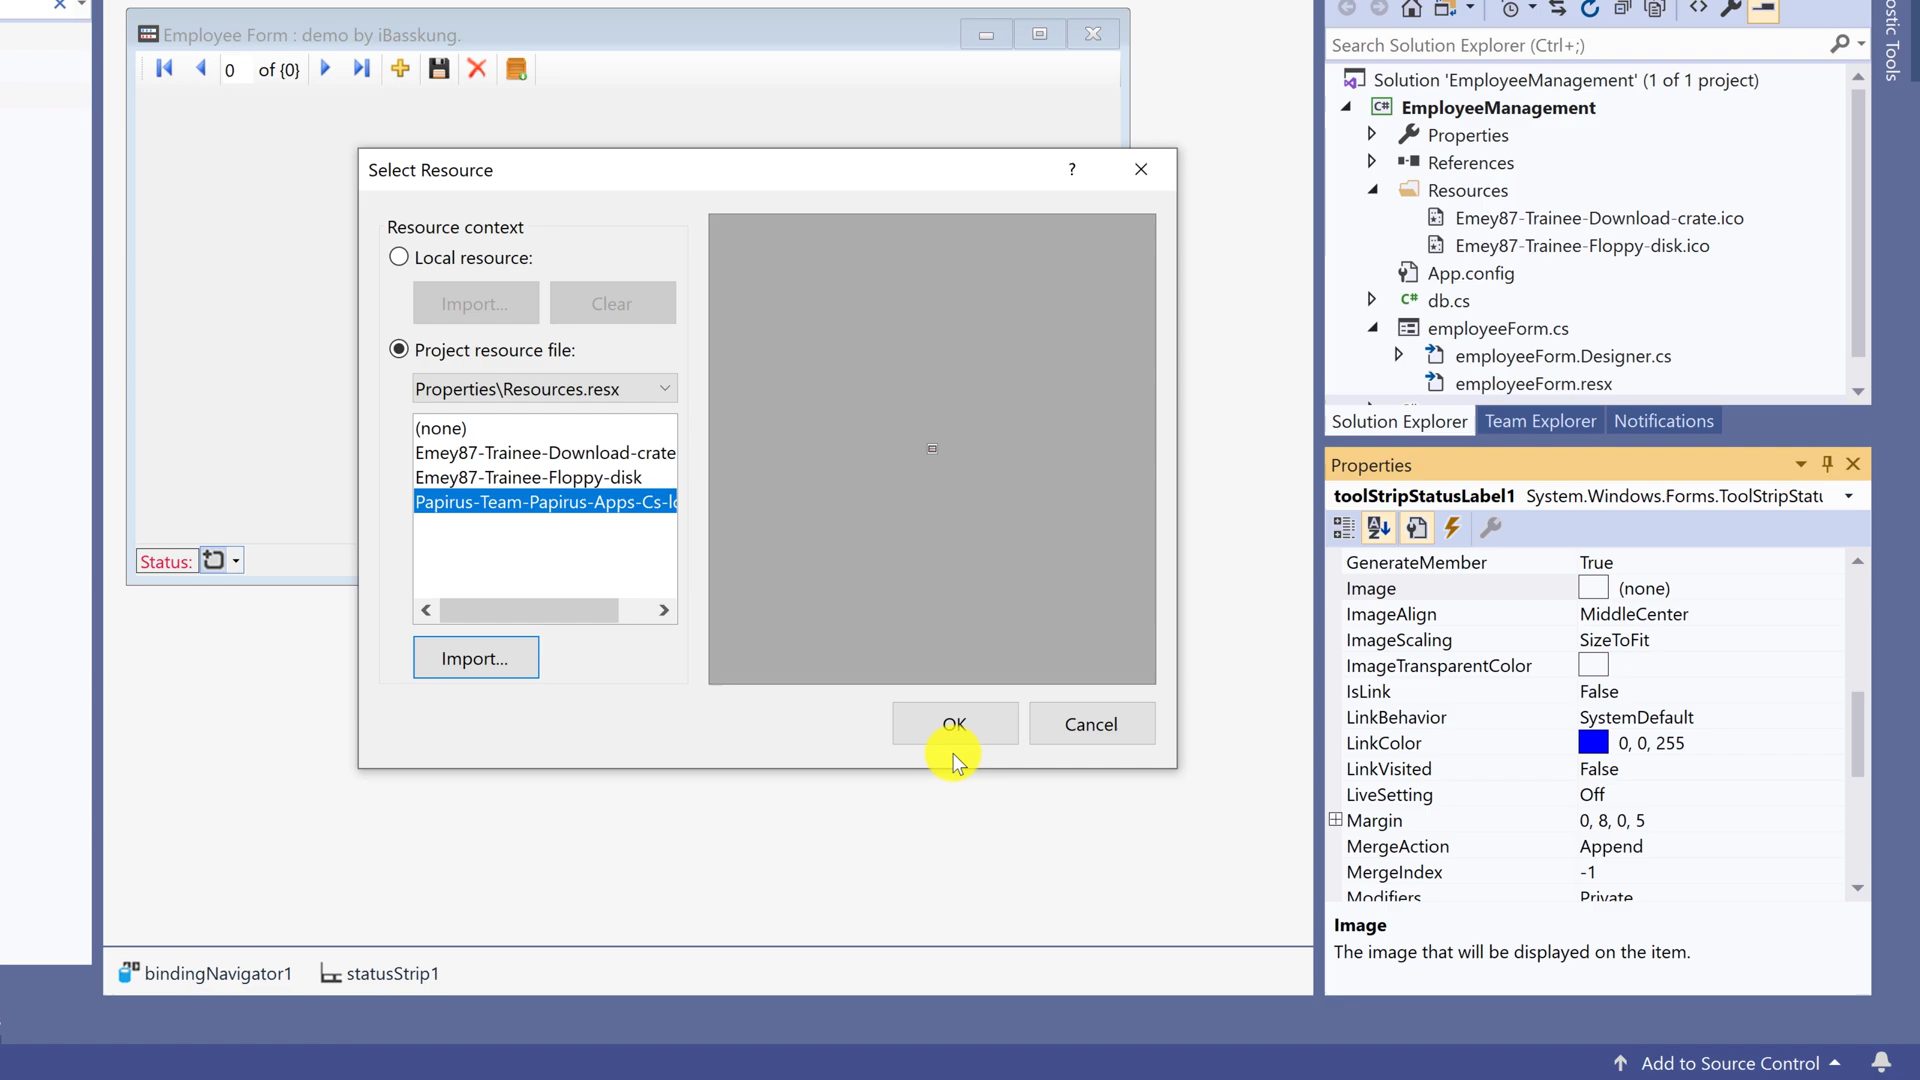 Employee Form : demo by iBasskung.
0 of {0}
Status:
Select Resource
?
Resource context
Local resource:
Import...
Clear
Project resource file:
Properties\Resources.resx
(none)
Emey87-Trainee-Download-crate
Emey87-Trainee-Floppy-disk
Papirus-Team-Papirus-Apps-Cs-lo
Import...
OK
Cancel
bindingNavigator1
statusStrip1
Search Solution Explorer (Ctrl+;)
Solution 'EmployeeManagement' (1 of 1 project)
C# EmployeeManagement
Properties
References
Resources
Emey87-Trainee-Download-crate.ico
Emey87-Trainee-Floppy-disk.ico
App.config
C# db.cs
employeeForm.cs
employeeForm.Designer.cs
employeeForm.resx
Solution Explorer
Team Explorer
Notifications
ostic Tools
Properties
toolStripStatusLabel1 System.Windows.Forms.ToolStripStatu
GenerateMember True
Image (none)
ImageAlign MiddleCenter
ImageScaling SizeToFit
ImageTransparentColor
IsLink False
LinkBehavior SystemDefault
LinkColor 0, 0, 255
LinkVisited False
LiveSetting Off
Margin 0, 8, 0, 5
MergeAction Append
MergeIndex -1
Modifiers Private
Image
The image that will be displayed on the item.
Add to Source Control